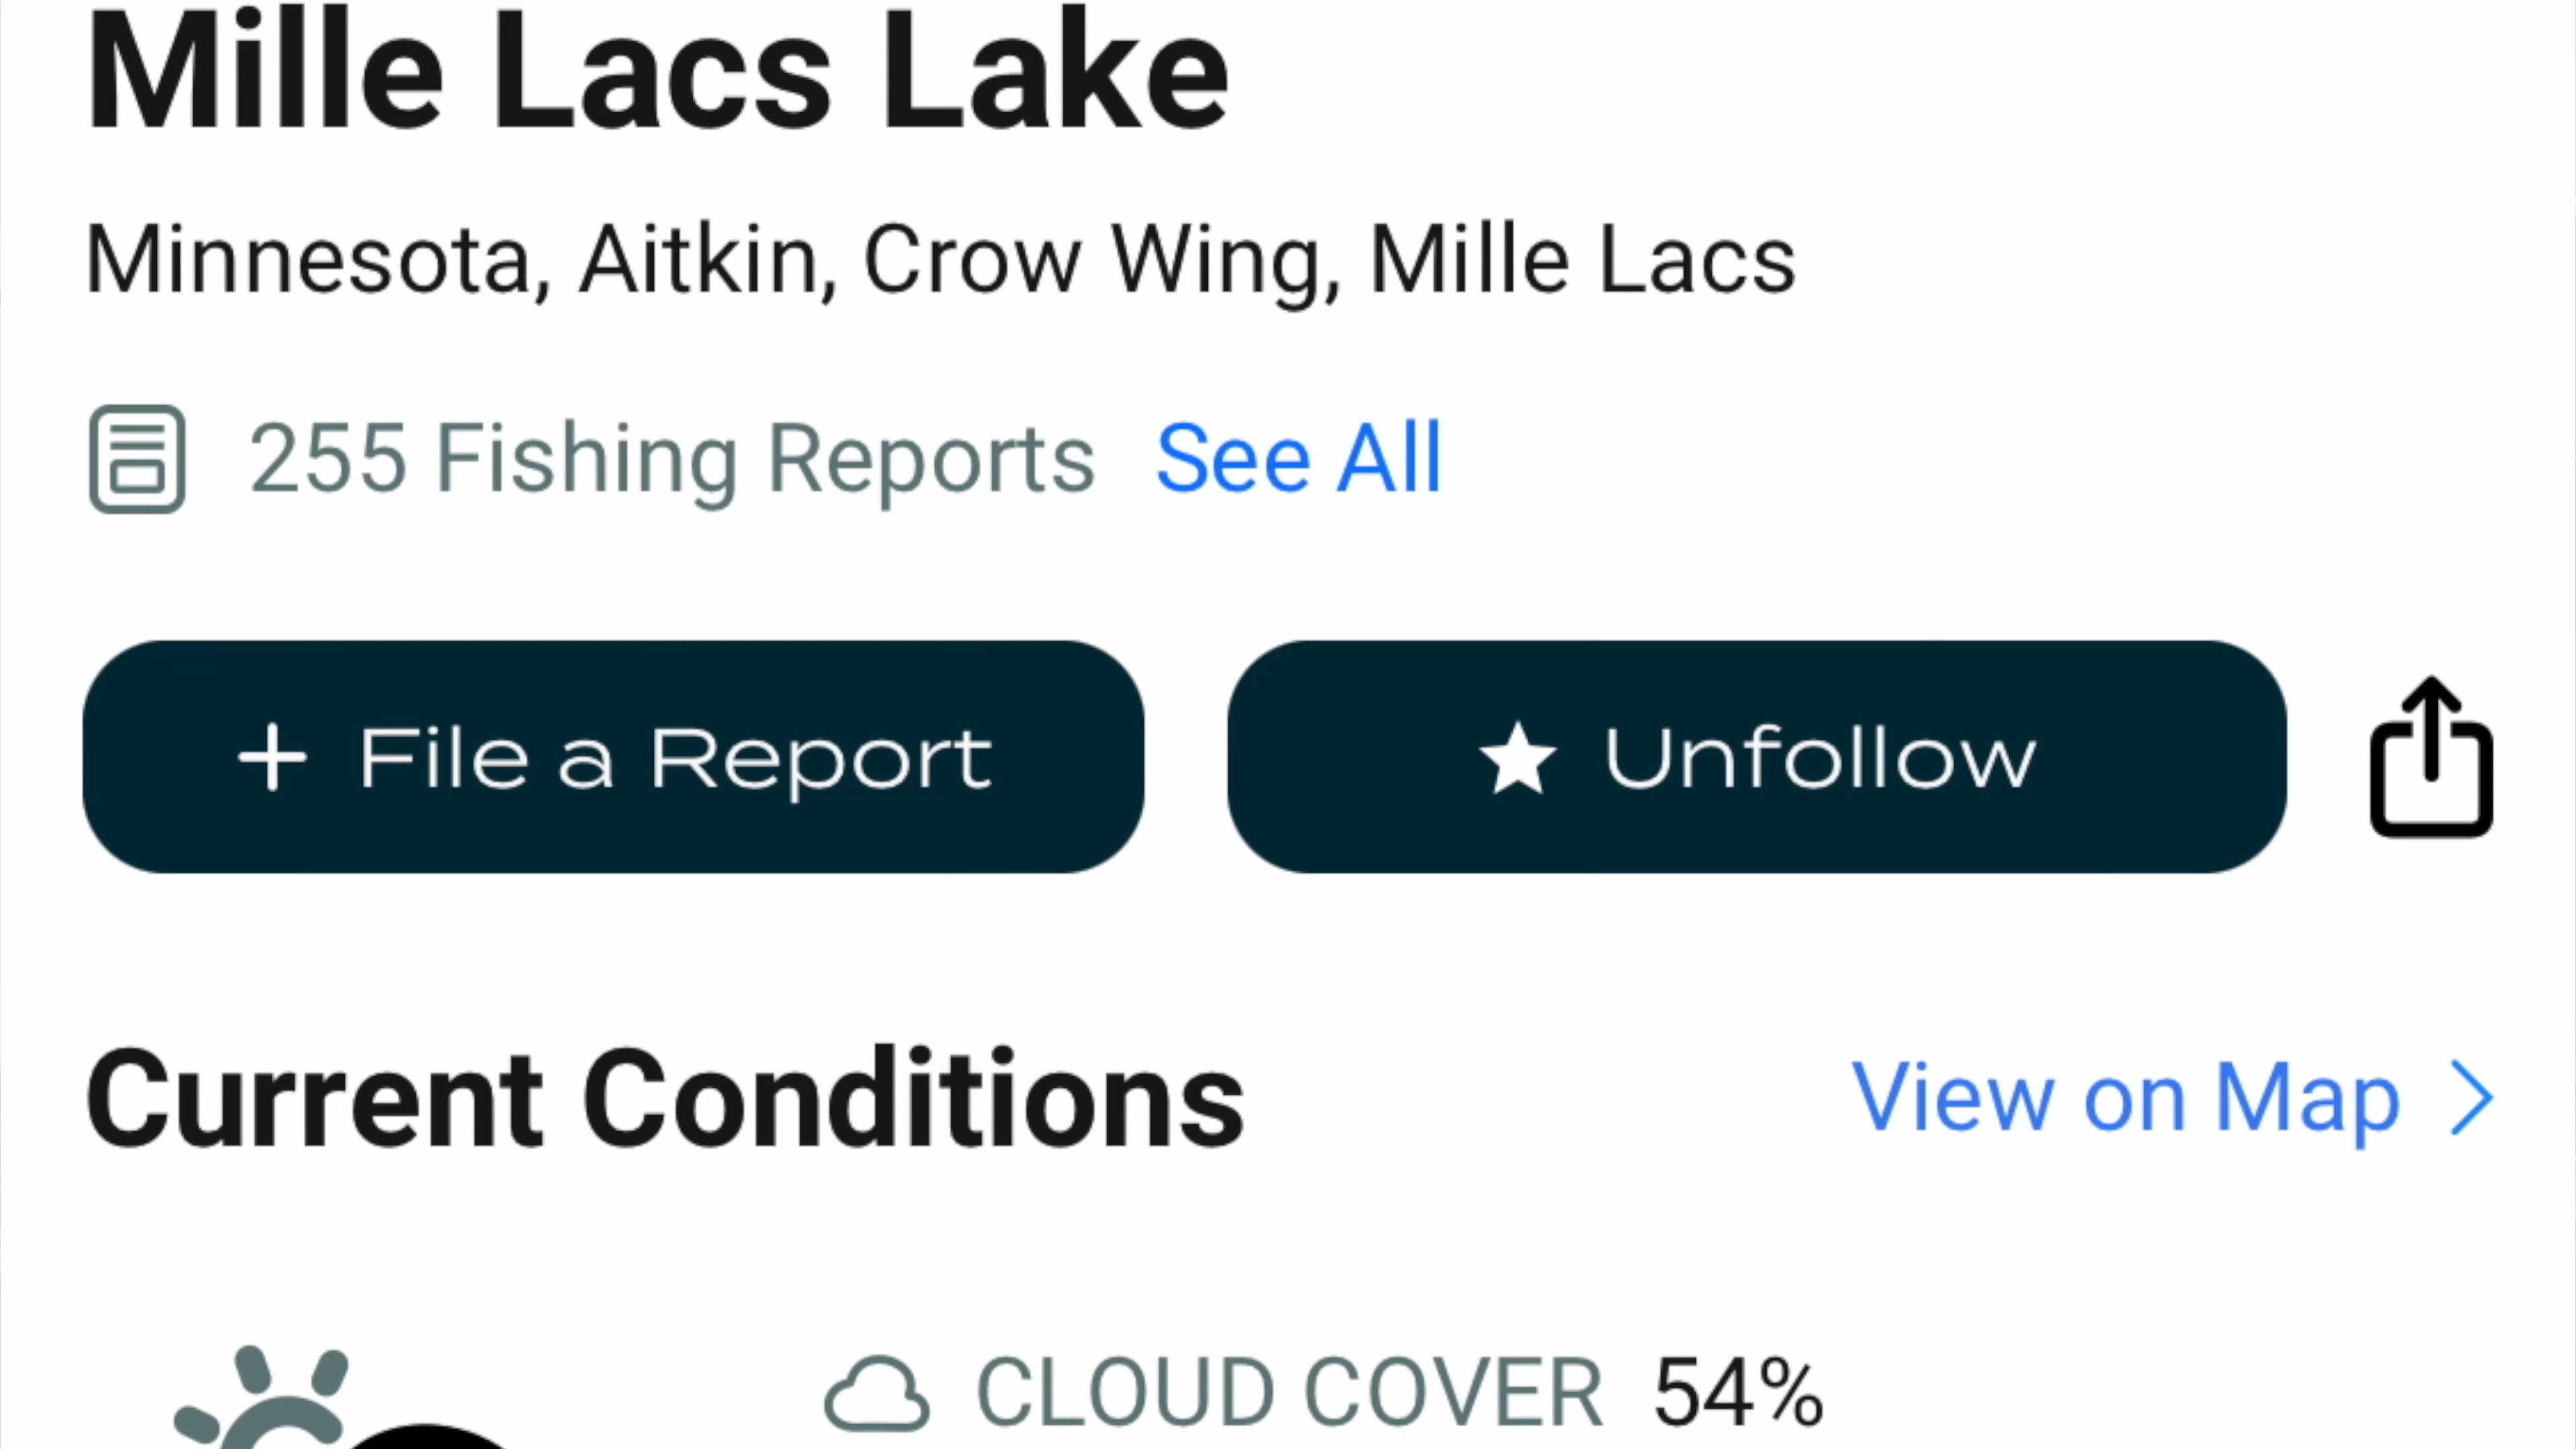 Mille Lacs Lake
Minnesota, Aitkin, Crow Wing, Mille Lacs
255 Fishing Reports See All
File a Report Unfollow
Current Conditions View on Map
CLOUD COVER 54%